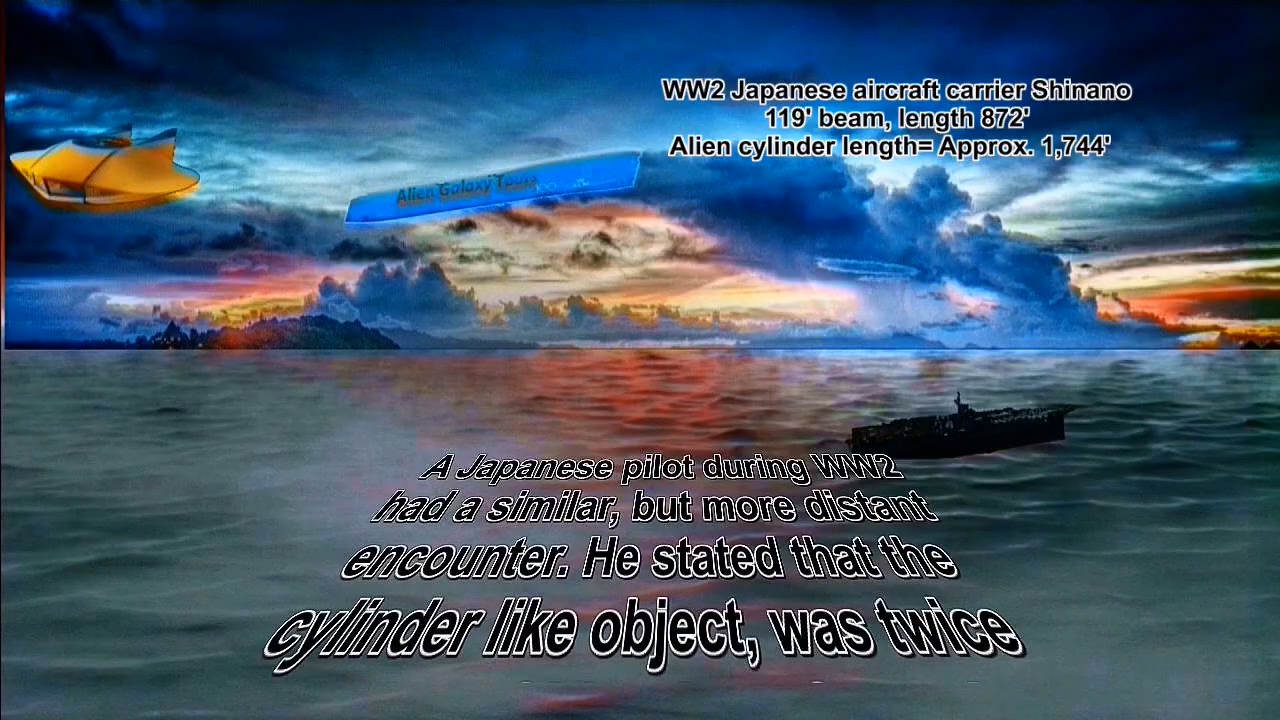 WW2 Japanese aircraft carrier Shinano
119' beam, length 872'
Alien cylinder length= Approx. 1,744'
Alien Galaxy Tours
A Japanese pilot during WW2
had a similar, but more distant
encounter. He stated that the
cylinder like object, was twice